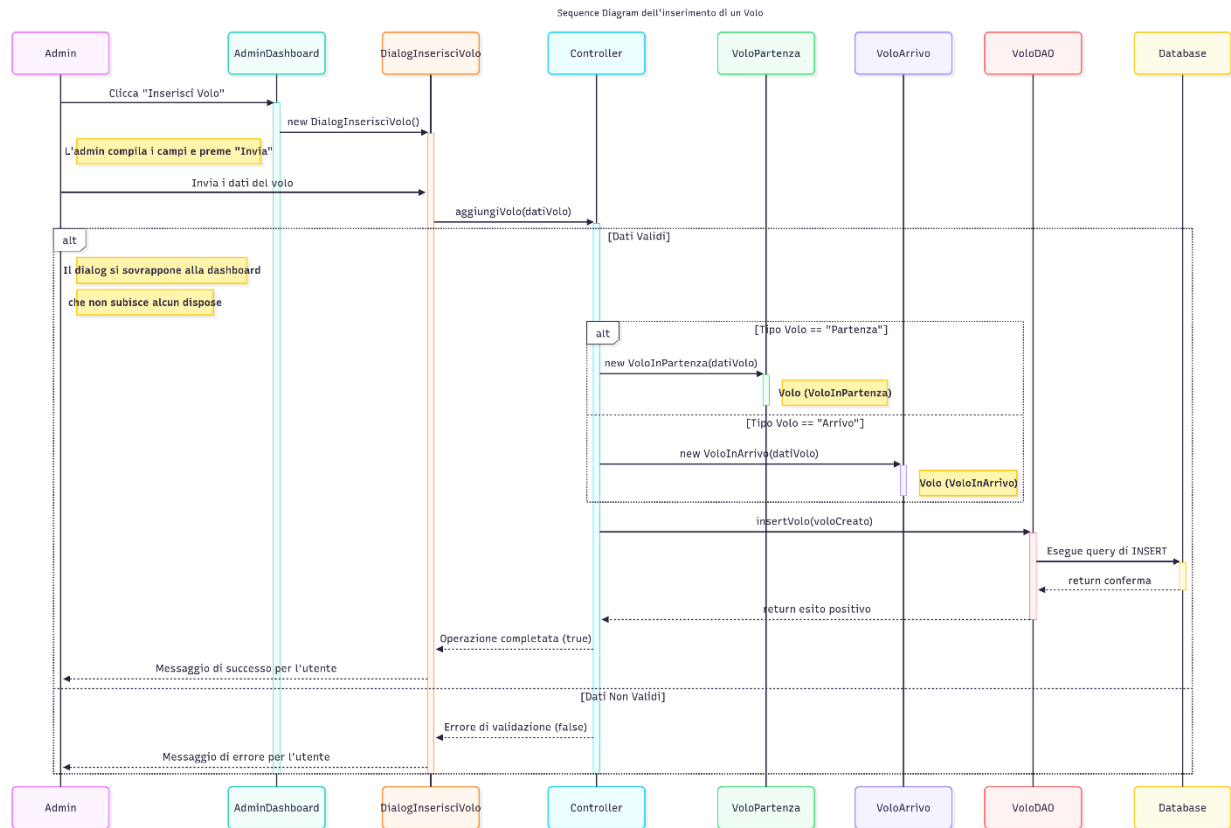 Sequence Diagram dell'inserimento di un Volo
Admin
AdminDashboard
DialogInserisciVolo
Controller
VoloPartenza
VoloArrivo
VoloDAO
Database
Clicca "Inserisci Volo"
new DialogInserisciVolo()
L'admin compila i campi e preme "Invia"
Invia i dati del volo
aggiungiVolo(datiVolo)
alt
[Dati Validi]
Il dialog si sovrappone alla dashboard
che non subisce alcun dispose
alt
[Tipo Volo == "Partenza"]
new VoloInPartenza(datiVolo)
Volo (VoloInPartenza)
[Tipo Volo == "Arrivo"]
new VoloInArrivo(datiVolo)
Volo (VoloInArrivo)
insertVolo(voloCreato)
Esegue query di INSERT
return conferma
return esito positivo
Operazione completata (true)
Messaggio di successo per l'utente
[Dati Non Validi]
Errore di validazione (false)
Messaggio di errore per l'utente
Admin
AdminDashboard
DialogInserisciVolo
Controller
VoloPartenza
VoloArrivo
VoloDAO
Database